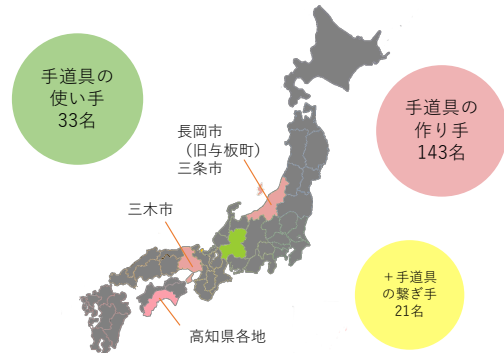 手道具の
使い手
33名
手道具の
作り手
143名
長岡市
（旧与板町）
三条市
三木市
＋手道具
の繋ぎ手
21名
高知県各地